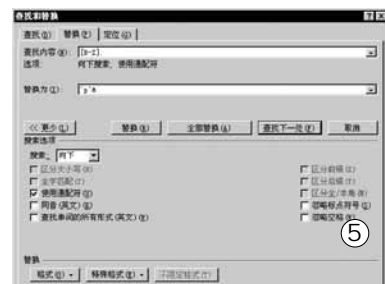 查找和替换
查找(D) 替换(P) 定位(G)
查找内容(N):
选项: 向下搜索, 使用通配符
替换为(I):
<< 更少(L) 替换(R) 全部替换(A) 查找下一处(F) 取消
搜索选项
搜索: 向下
区分大小写(H) 区分前缀(X)
全字匹配(Y) 区分后缀(T)
使用通配符(U) 区分全/半角(M)
同音(英文)(K) 忽略标点符号(S)
查找单词的所有形式(英文)(W) 忽略空格(W)
⑤
替换
格式(O) 特殊格式(E) 不限定格式(T)